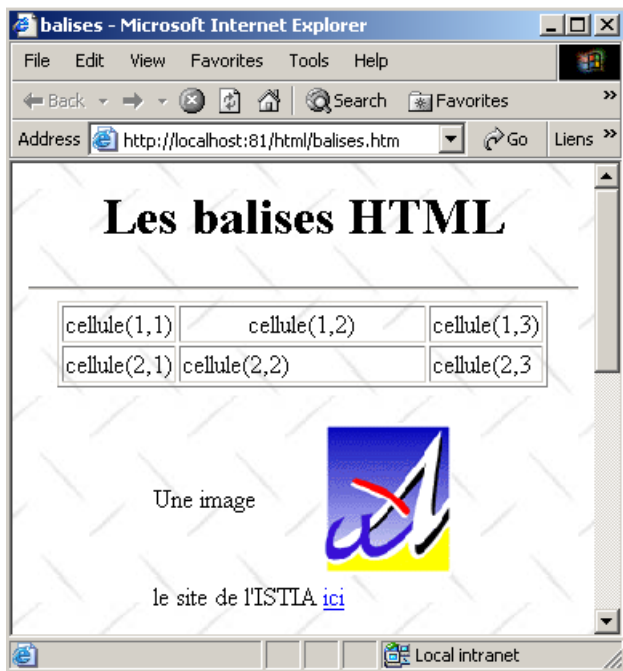 balises - Microsoft Internet Explorer
File Edit View Favorites Tools Help
Back Search Favorites »
Address http://localhost:81/html/balises.htm Go Liens »
Les balises HTML
cellule(1,1) cellule(1,2) cellule(1,3)
cellule(2,1) cellule(2,2) cellule(2,3
Une image
le site de l'ISTIA ici
Local intranet